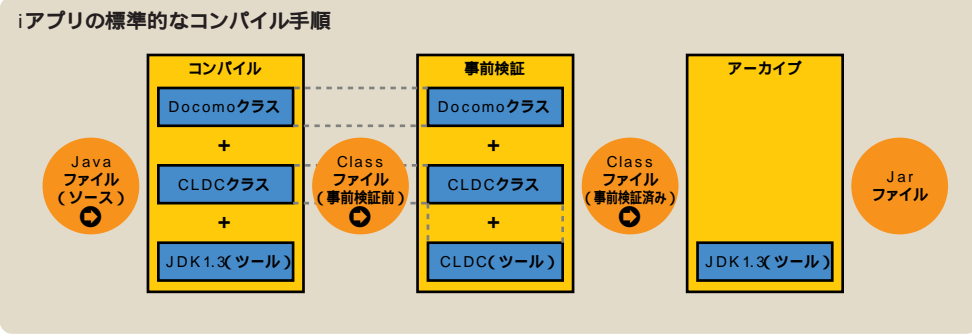 iアプリの標準的なコンパイル手順
コンパイル
事前検証
アーカイブ
Docomoクラス
Docomoクラス
+
+
Java
ファイル
(ソース)
CLDCクラス
Class
ファイル
(事前検証前)
CLDCクラス
Class
ファイル
(事前検証済み)
Jar
ファイル
+
+
JDK1.3(ツール)
CLDC(ツール)
JDK1.3(ツール)